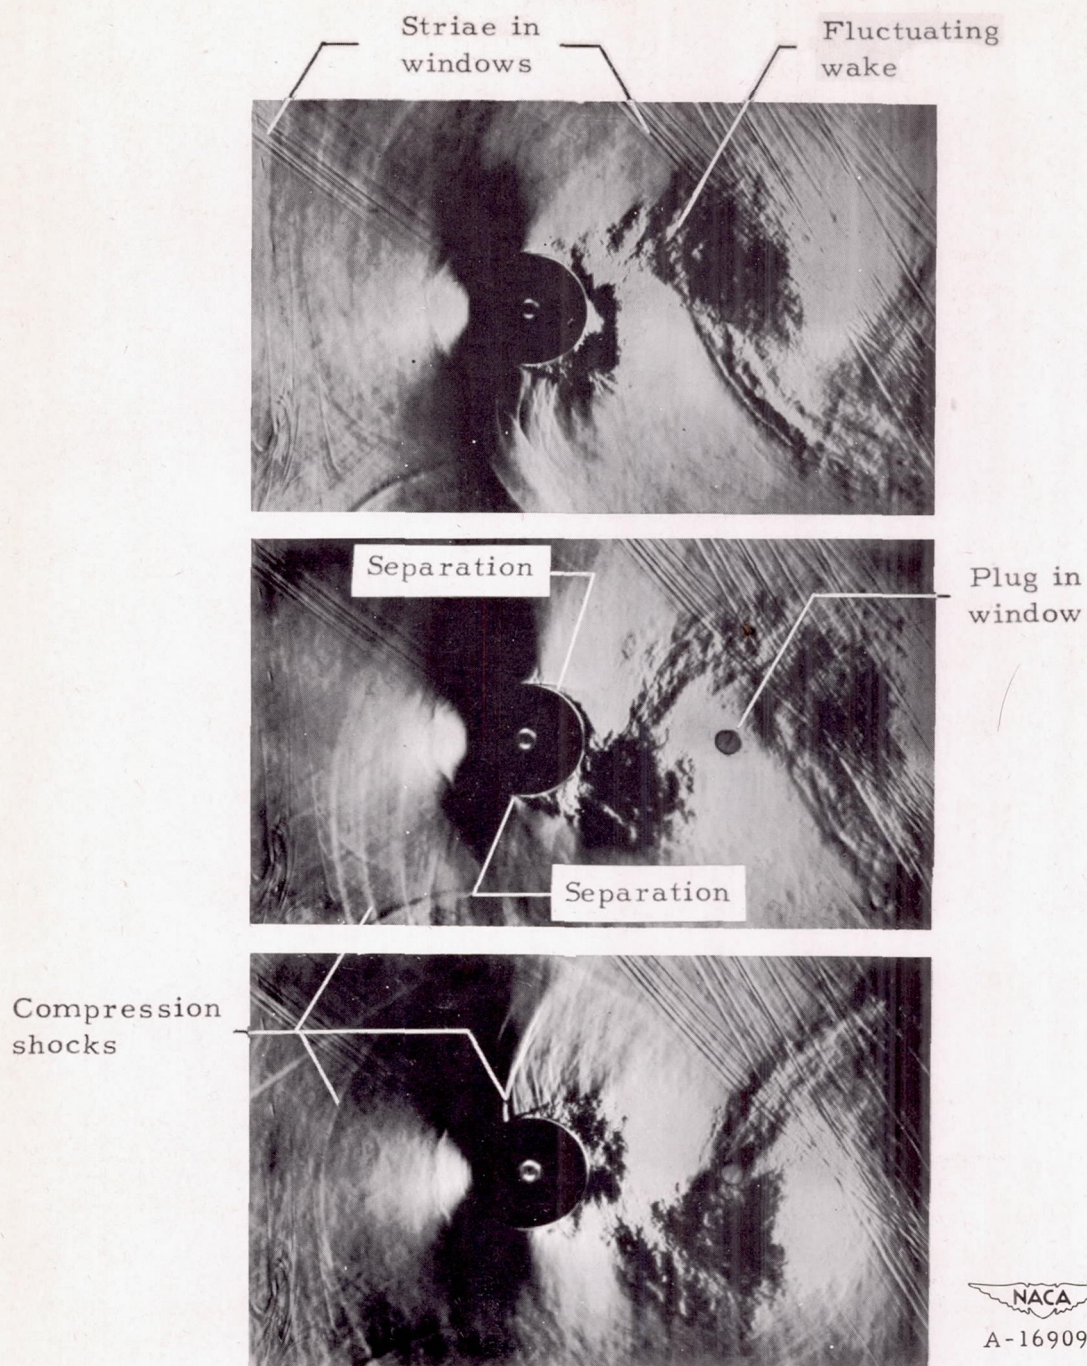 Striae in
windows
Fluctuating
wake
Separation
Plug in
window
Separation
Compression
shocks
NACA
A-16909